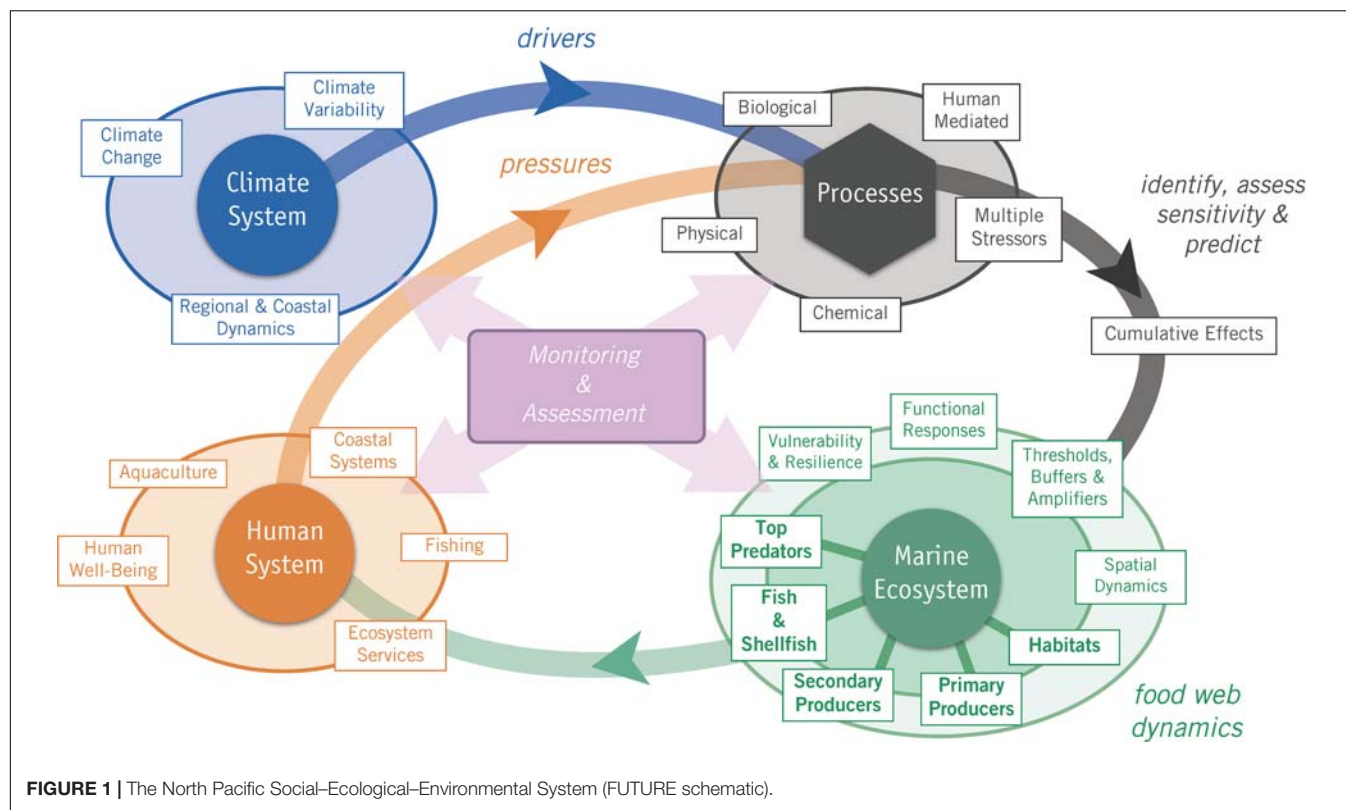 drivers
Climate
Variability
Climate
Change
Climate
System
Regional & Coastal
Dynamics
pressures
Biological
Human
Mediated
Processes
Physical
Multiple
Stressors
Chemical
identify, assess
sensitivity &
predict
Cumulative Effects
Monitoring
&
Assessment
Coastal
Systems
Aquaculture
Human
System
Human
Well-Being
Fishing
Ecosystem
Services
Functional
Responses
Vulnerability
& Resilience
Thresholds,
Buffers &
Amplifiers
Top
Predators
Marine
Ecosystem
Spatial
Dynamics
Fish
&
Shellfish
Habitats
Secondary
Producers
Primary
Producers
food web
dynamics
FIGURE 1 | The North Pacific Social–Ecological–Environmental System (FUTURE schematic).